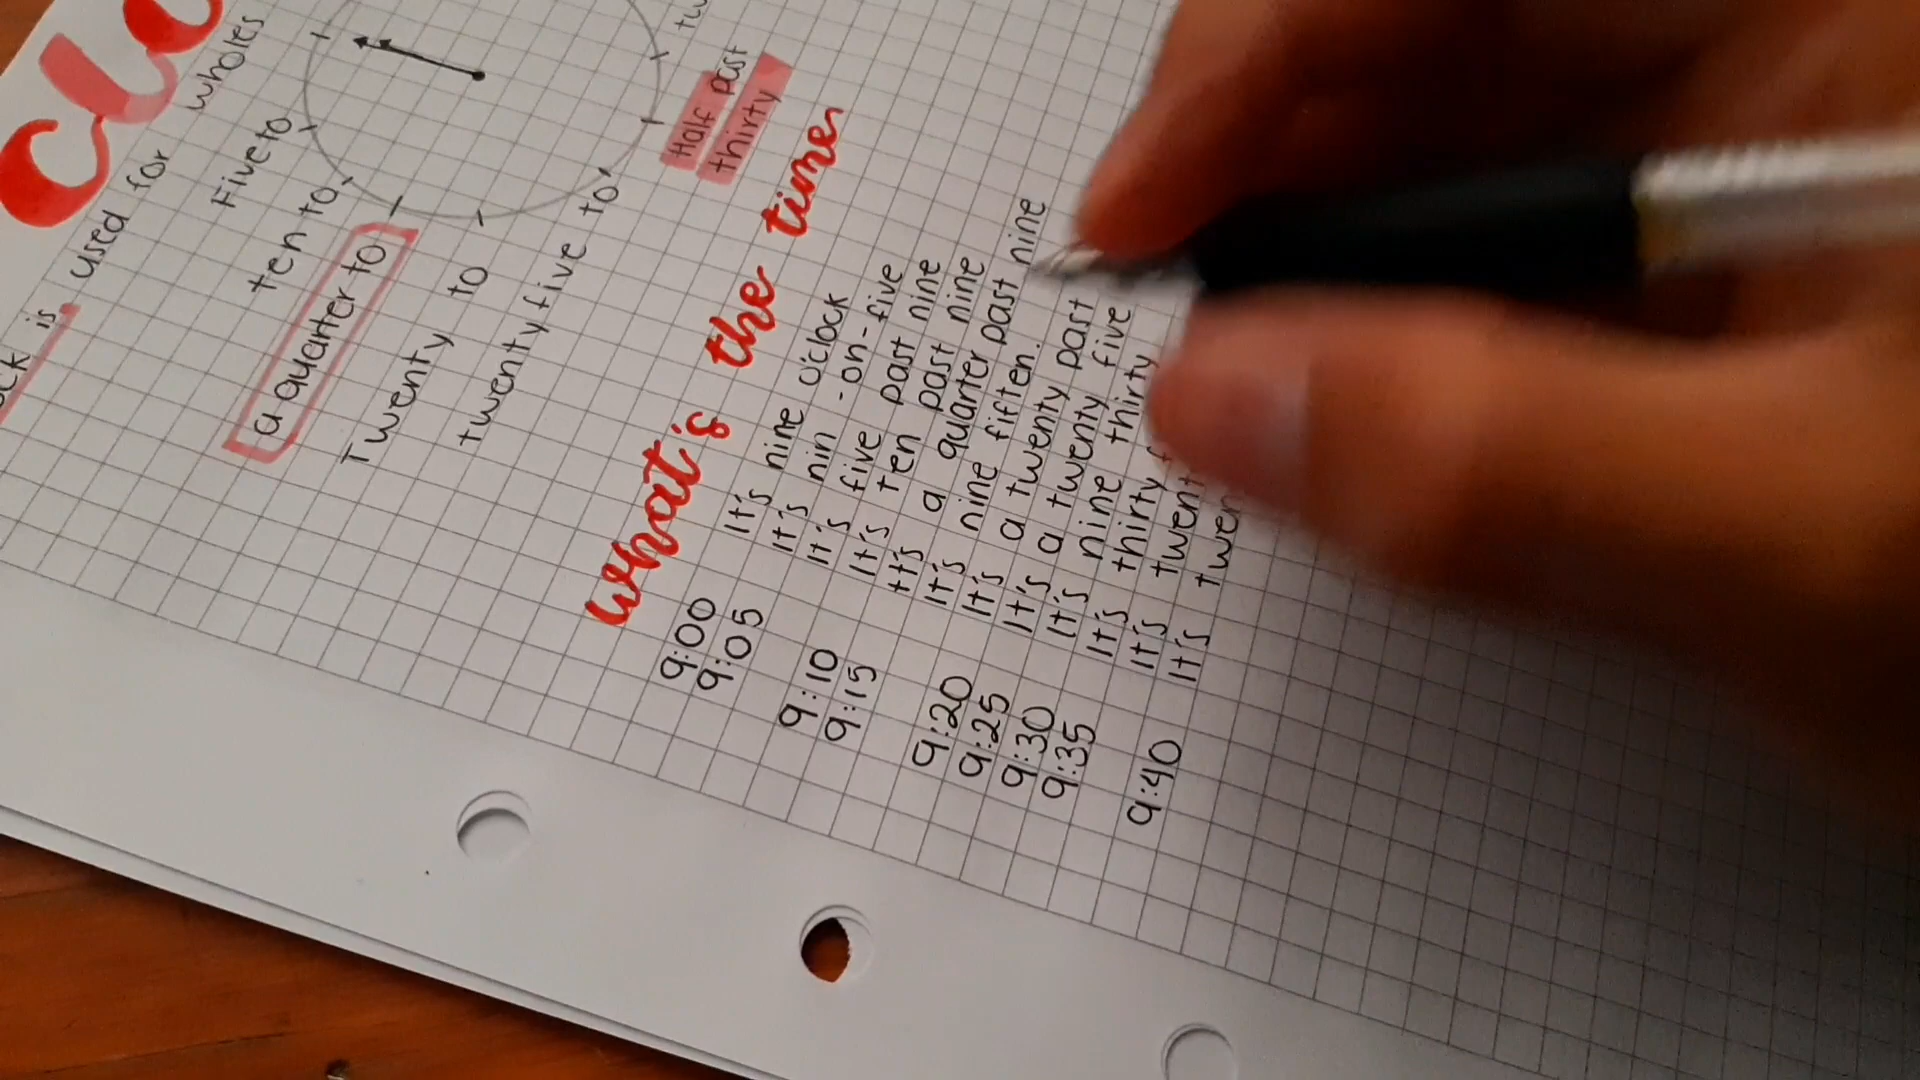 is used for wholes
Five to
ten to
a quarter to
Twenty to
twenty five to
Half past
thirty
what's the time
9:00 It's nine o'clock
9:05 It's nin - on - five
It's five past nine
9:10 It's ten past nine
9:15 It's a quarter past nine
It's nine fiften.
9:20 It's a twenty past
9:25 It's a twenty five
9:30 It's nine thirty
9:35 It's thirty
It's
9:40 It's